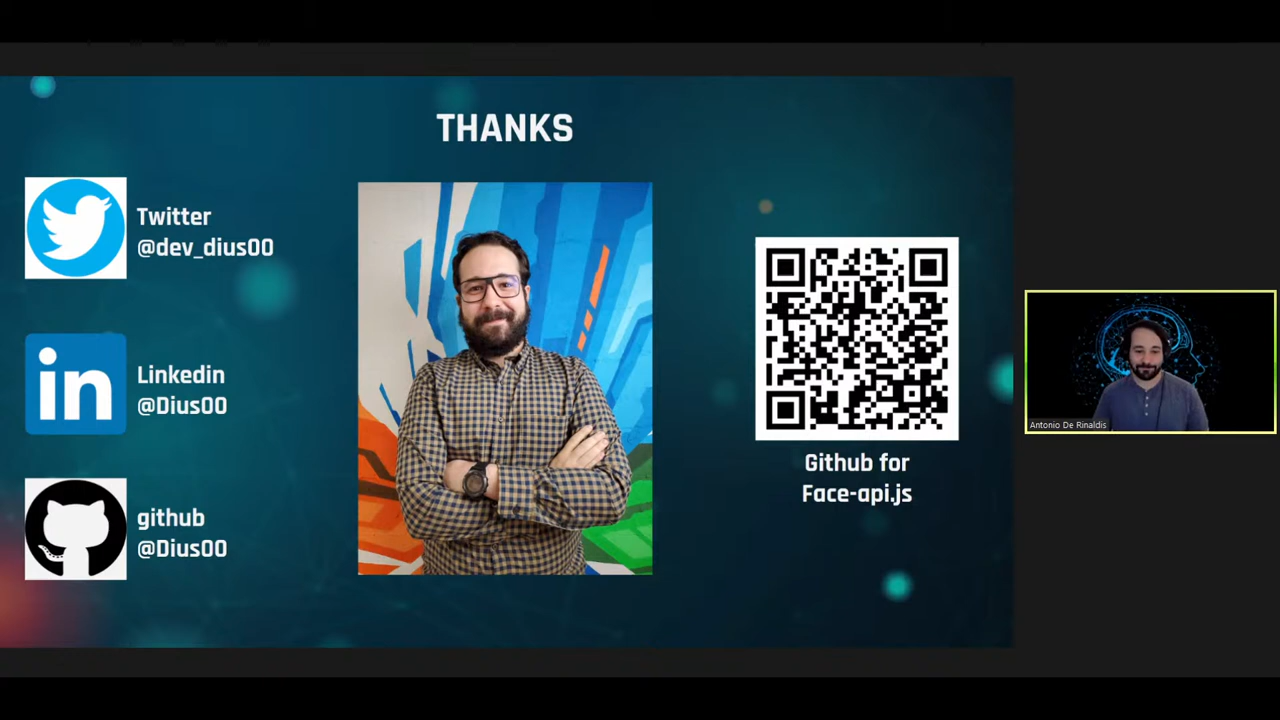 THANKS
Twitter
@dev_dius00
Linkedin
@Dius00
github
@Dius00
Github for
Face-api.js
Antonio De Rinaldis